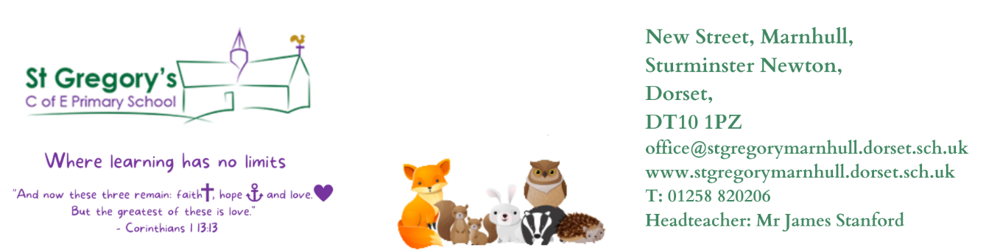 St Gregory's
C of E Primary School
Where learning has no limits
"And now these three remain: faith, hope and love.
But the greatest of these is love."
- Corinthians 1 13:13
New Street, Marnhull,
Sturminster Newton,
Dorset,
DT10 1PZ
office@stgregorymarnhull.dorset.sch.uk
www.stgregorymarnhull.dorset.sch.uk
T: 01258 820206
Headteacher: Mr James Stanford